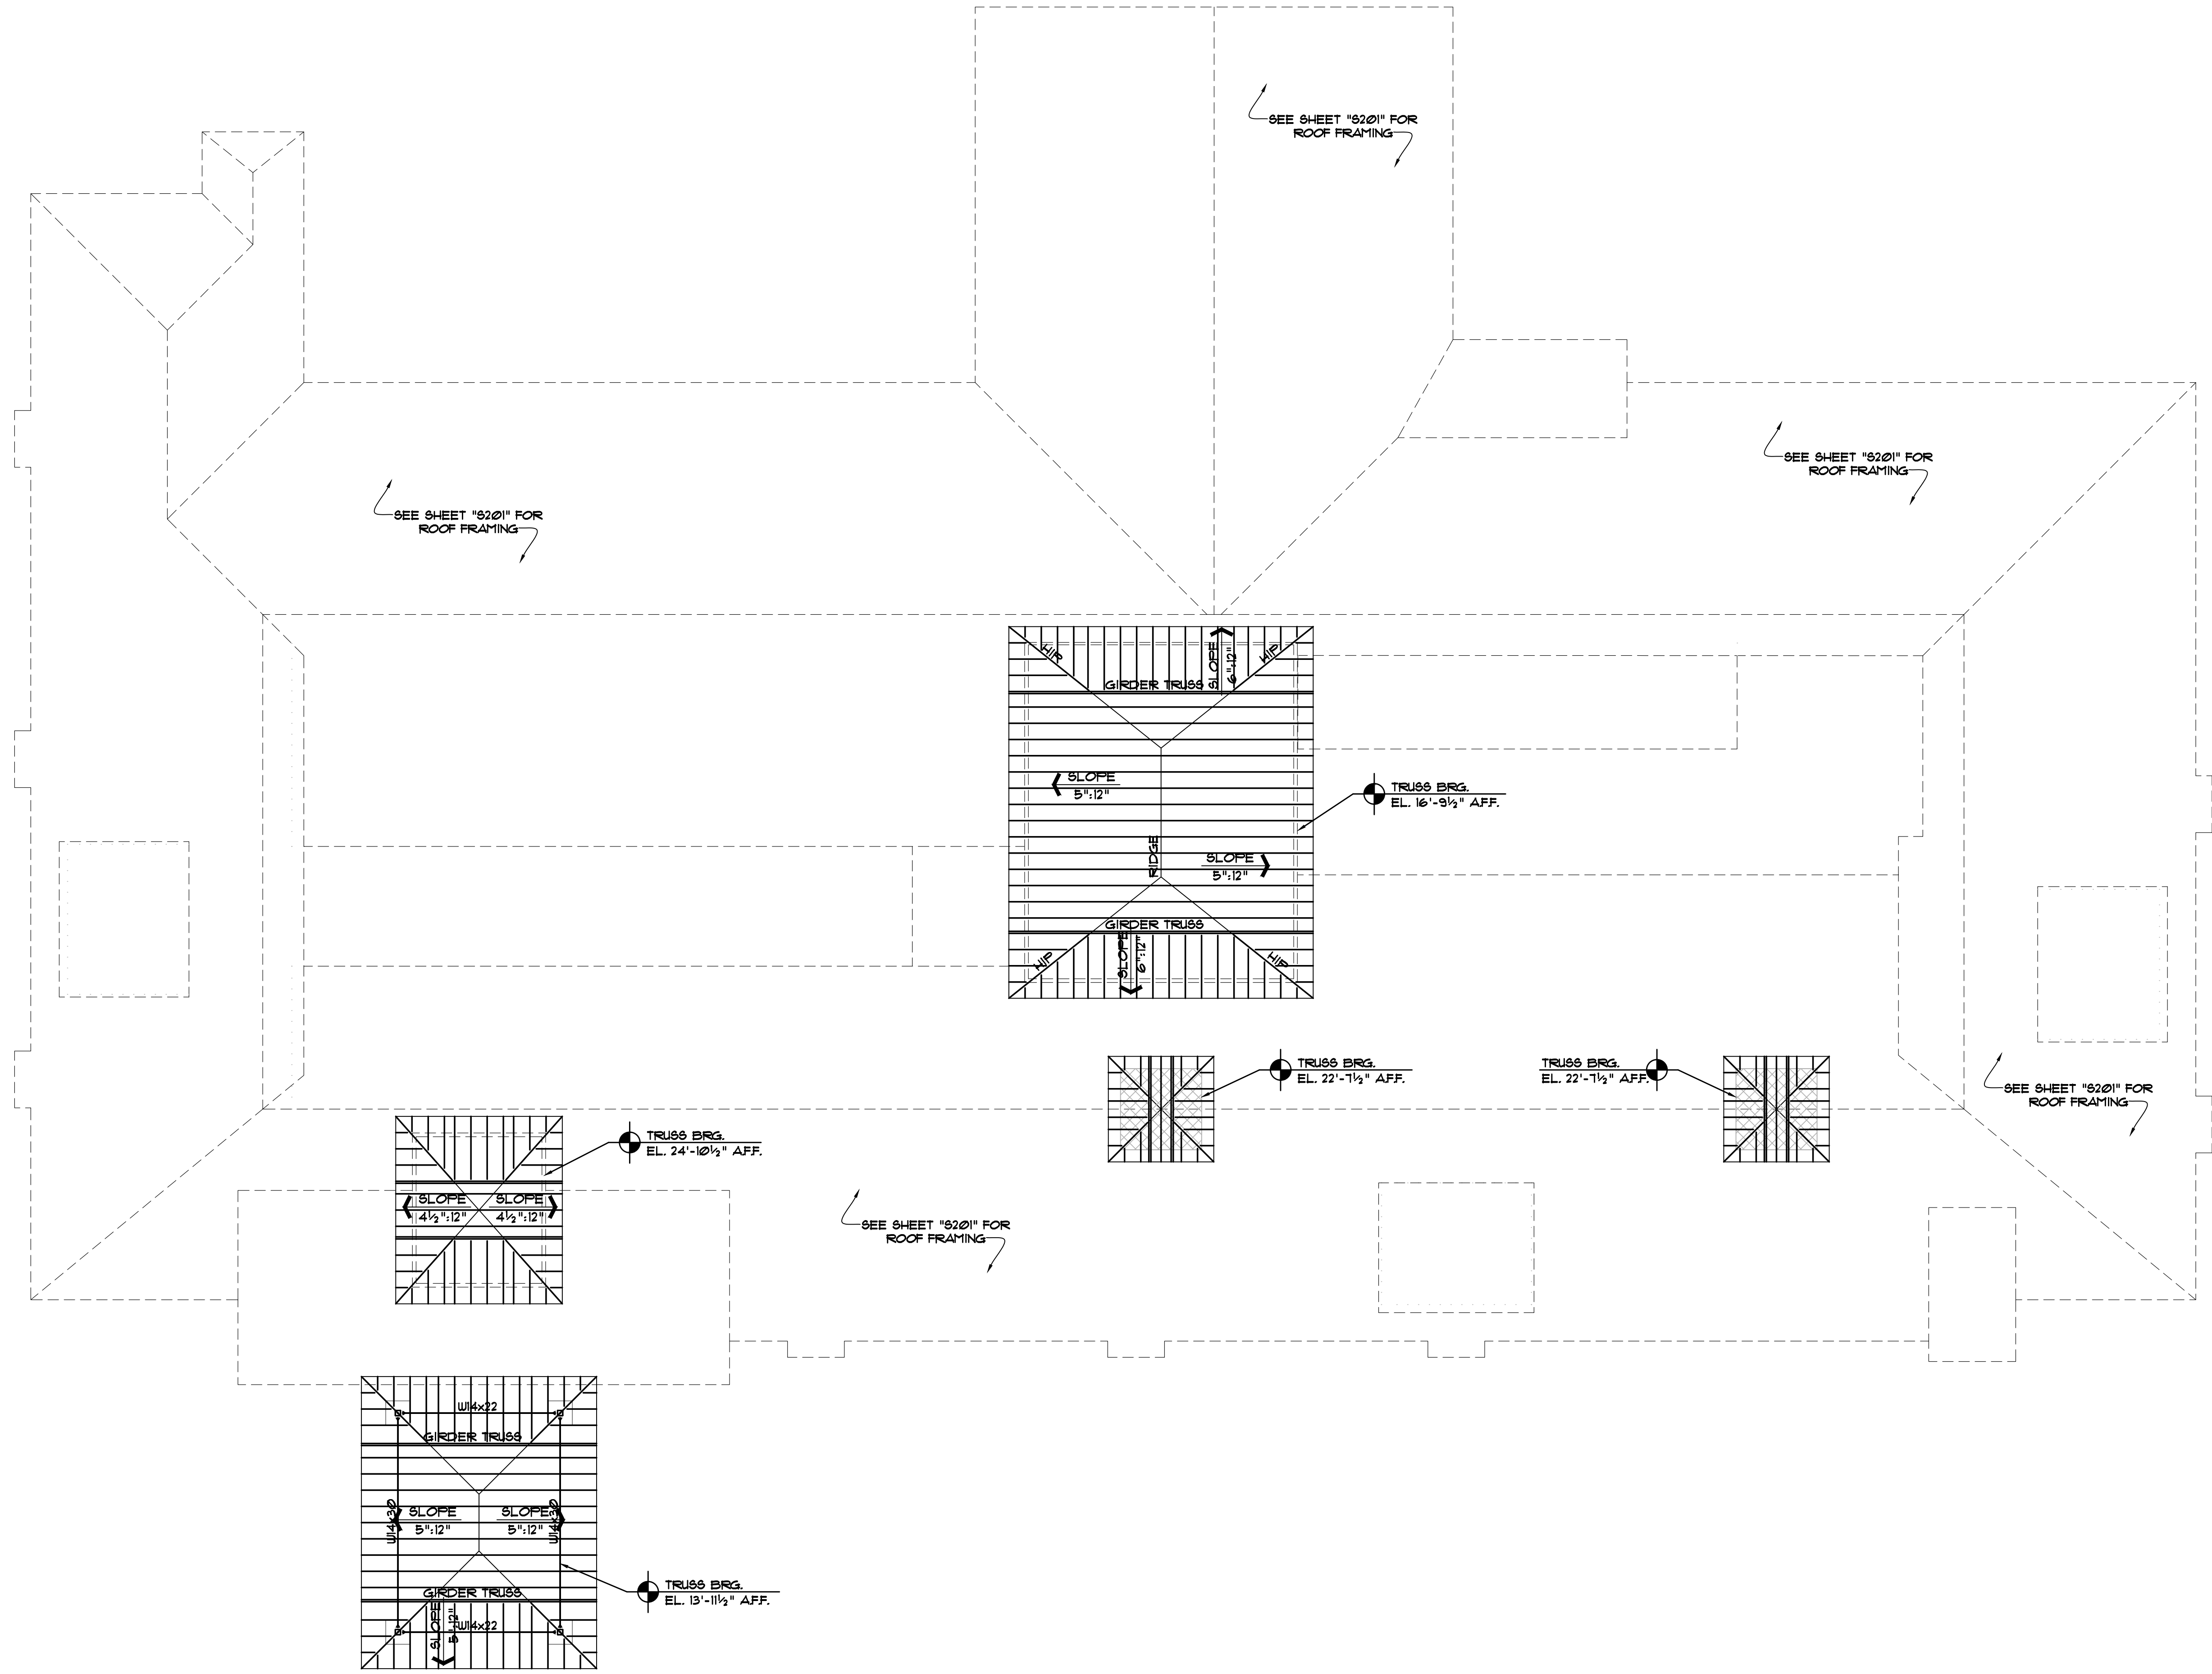 SEE SHEET "S201" FOR
ROOF FRAMING
SEE SHEET "S201" FOR
ROOF FRAMING
SEE SHEET "S201" FOR
ROOF FRAMING
HIP
HIP
SLOPE
6":12"
GIRDER TRUSS
SLOPE
5":12"
TRUSS BRG.
EL. 16'-9½" A.F.F.
RIDGE
SLOPE
5":12"
GIRDER TRUSS
SLOPE
6":12"
HIP
HIP
TRUSS BRG.
EL. 22'-7½" A.F.F.
TRUSS BRG.
EL. 22'-7½" A.F.F.
SEE SHEET "S201" FOR
ROOF FRAMING
TRUSS BRG.
EL. 24'-10½" A.F.F.
SLOPE
4½":12"
SLOPE
4½":12"
SEE SHEET "S201" FOR
ROOF FRAMING
W14x22
GIRDER TRUSS
W14x30
SLOPE
5":12"
SLOPE
5":12"
W14x30
GIRDER TRUSS
TRUSS BRG.
EL. 13'-11½" A.F.F.
SLOPE
5":12"
W14x22